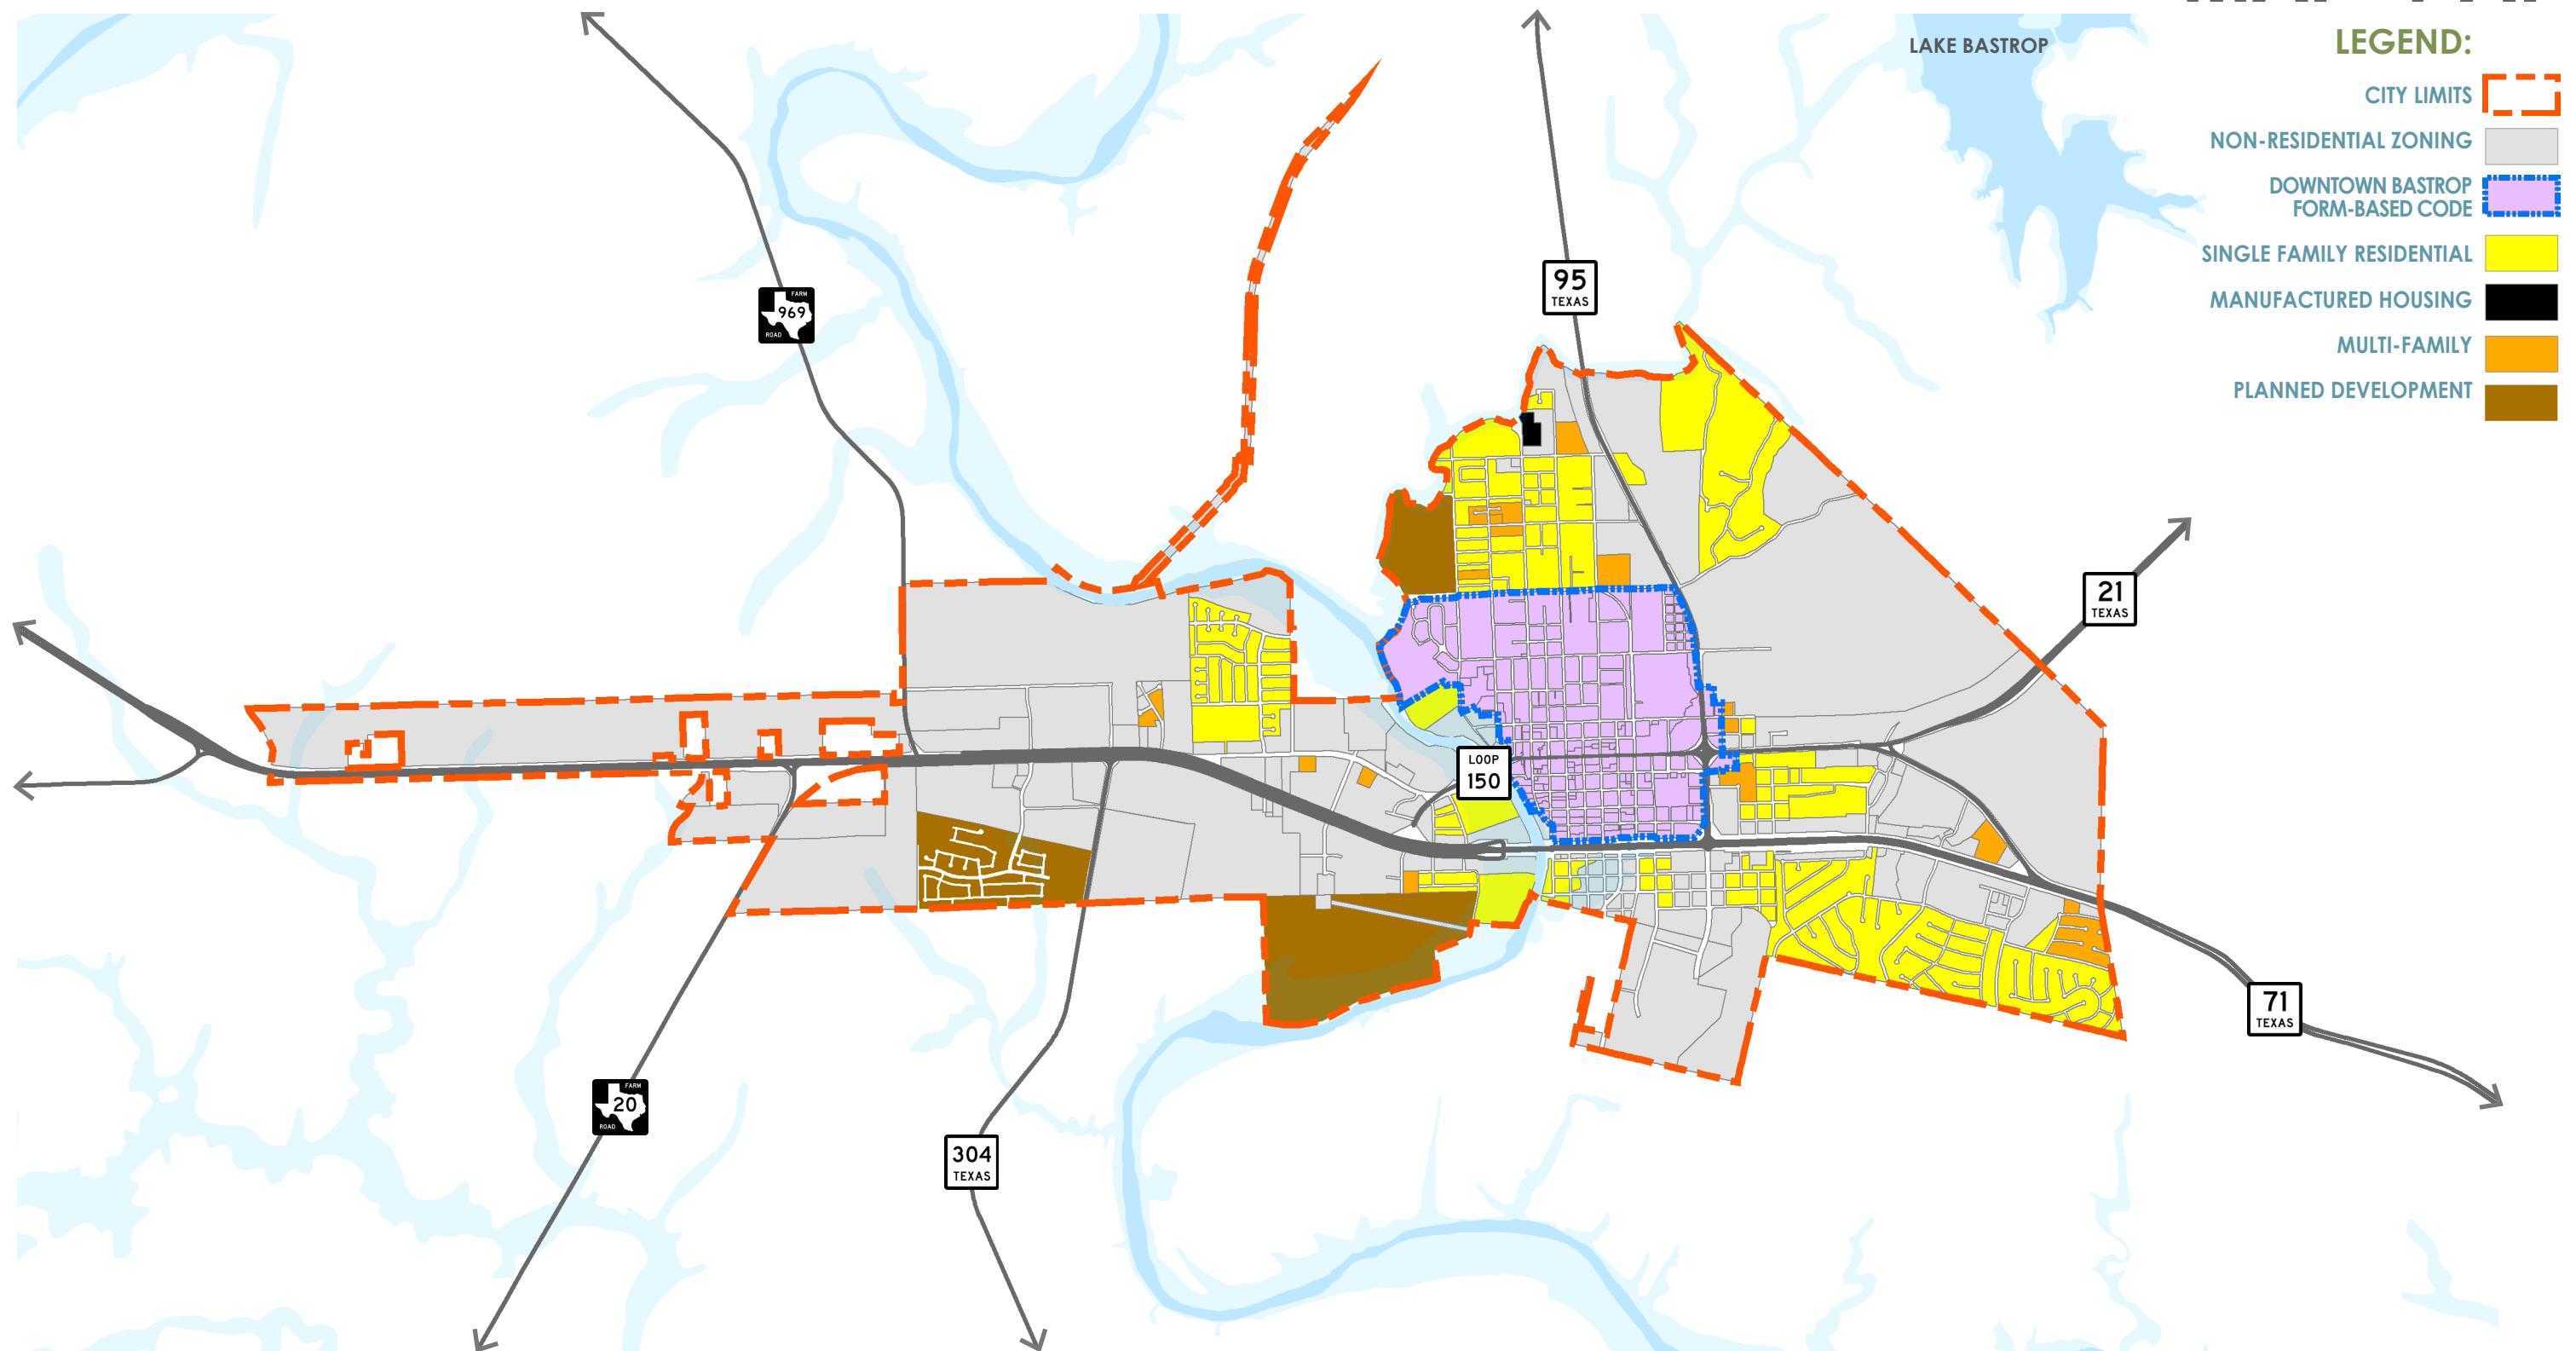 LAKE BASTROP
LEGEND:
CITY LIMITS
NON-RESIDENTIAL ZONING
DOWNTOWN BASTROP
FORM-BASED CODE
SINGLE FAMILY RESIDENTIAL
MANUFACTURED HOUSING
MULTI-FAMILY
PLANNED DEVELOPMENT
95
TEXAS
FARM
969
ROAD
21
TEXAS
LOOP
150
71
TEXAS
FARM
20
ROAD
304
TEXAS